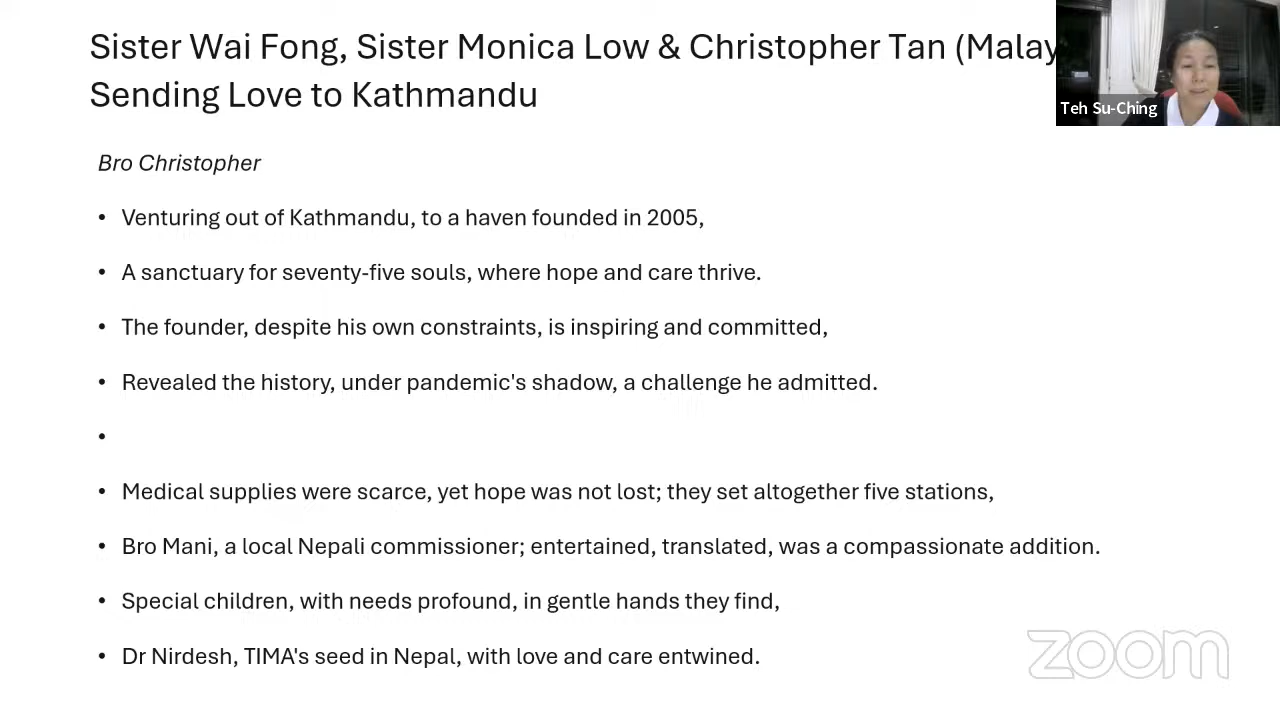 Sister Wai Fong, Sister Monica Low & Christopher Tan (Malay
Sending Love to Kathmandu
Teh Su-Ching
Bro Christopher
• Venturing out of Kathmandu, to a haven founded in 2005,
• A sanctuary for seventy-five souls, where hope and care thrive.
• The founder, despite his own constraints, is inspiring and committed,
• Revealed the history, under pandemic's shadow, a challenge he admitted.
•
• Medical supplies were scarce, yet hope was not lost; they set altogether five stations,
• Bro Mani, a local Nepali commissioner; entertained, translated, was a compassionate addition.
• Special children, with needs profound, in gentle hands they find,
• Dr Nirdesh, TIMA's seed in Nepal, with love and care entwined.
zoom